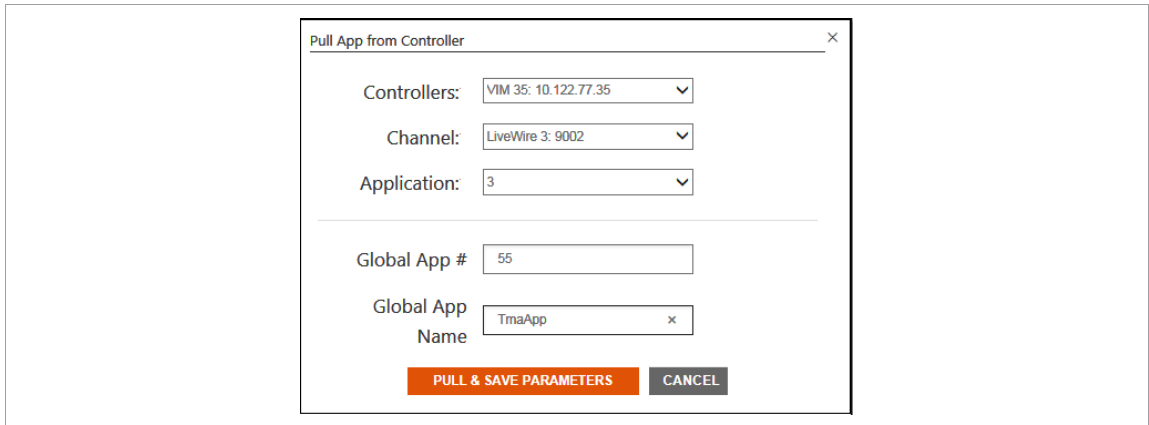 Pull App from Controller ×
Controllers: VIM 35: 10.122.77.35
Channel: LiveWire 3: 9002
Application: 3
Global App # 55
Global App
Name
TmaApp ×
PULL & SAVE PARAMETERS CANCEL